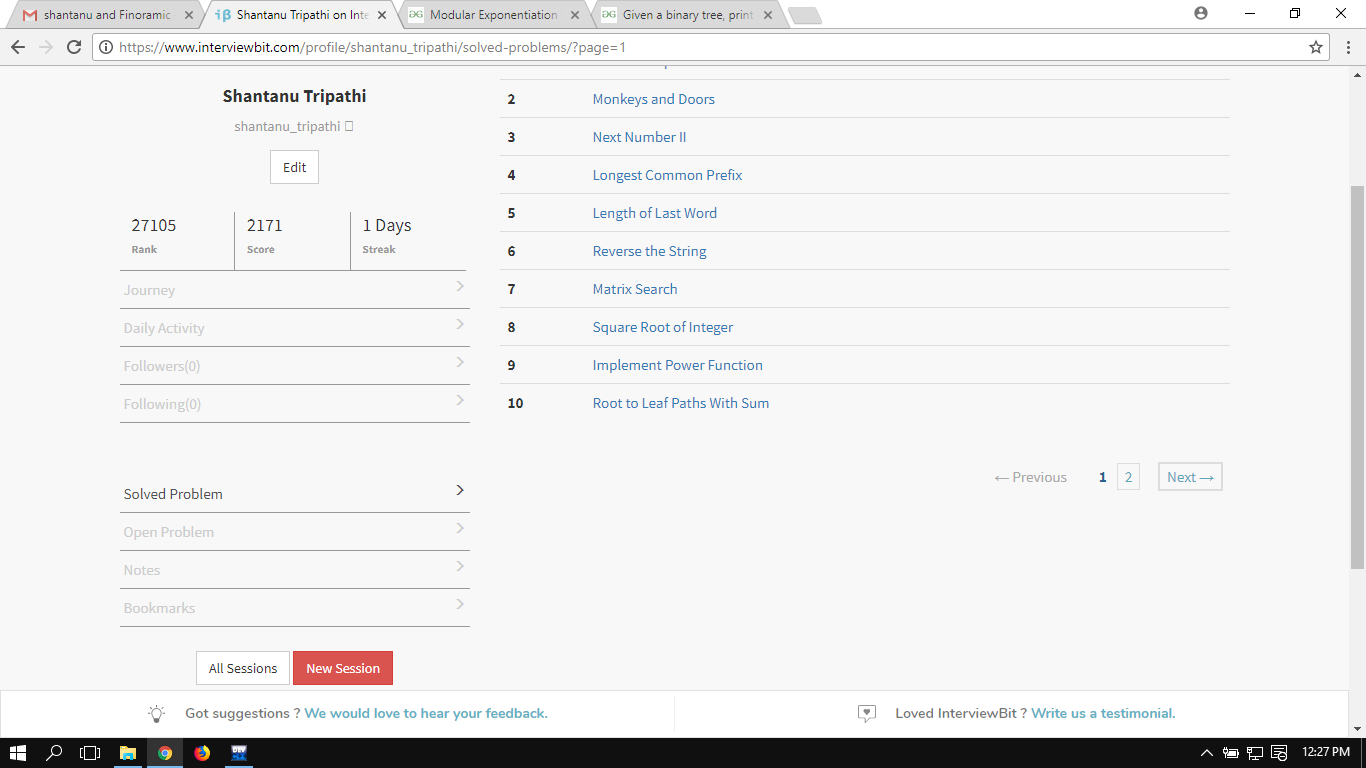 shantanu and Finoramic
Shantanu Tripathi on Inte
Modular Exponentiation
Given a binary tree, print
https://www.interviewbit.com/profile/shantanu_tripathi/solved-problems/?page=1
Shantanu Tripathi
shantanu_tripathi
Edit
27105 2171 1 Days
Rank Score Streak
Journey
Daily Activity
Followers(0)
Following(0)
Solved Problem
Open Problem
Notes
Bookmarks
All Sessions New Session
2 Monkeys and Doors
3 Next Number II
4 Longest Common Prefix
5 Length of Last Word
6 Reverse the String
7 Matrix Search
8 Square Root of Integer
9 Implement Power Function
10 Root to Leaf Paths With Sum
← Previous 1 2 Next →
Got suggestions ? We would love to hear your feedback.
Loved InterviewBit ? Write us a testimonial.
12:27 PM